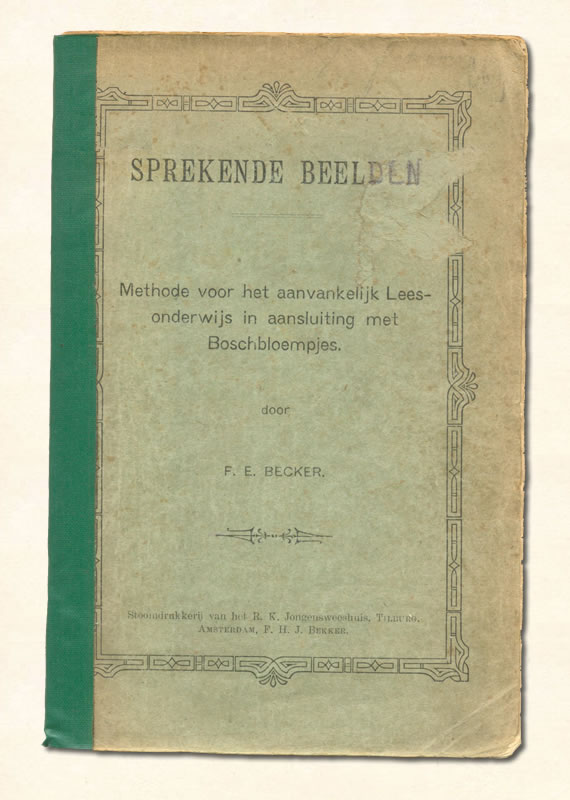 SPREKENDE BEELDEN
Methode voor het aanvankelijk Lees-
onderwijs in aansluiting met
Boschbloempjes.
door
F. E. BECKER.
Stoomdrukkerij van het R. K. Jongensweeshuis, TILBURG.
AMSTERDAM, F. H. J. BEKKER.